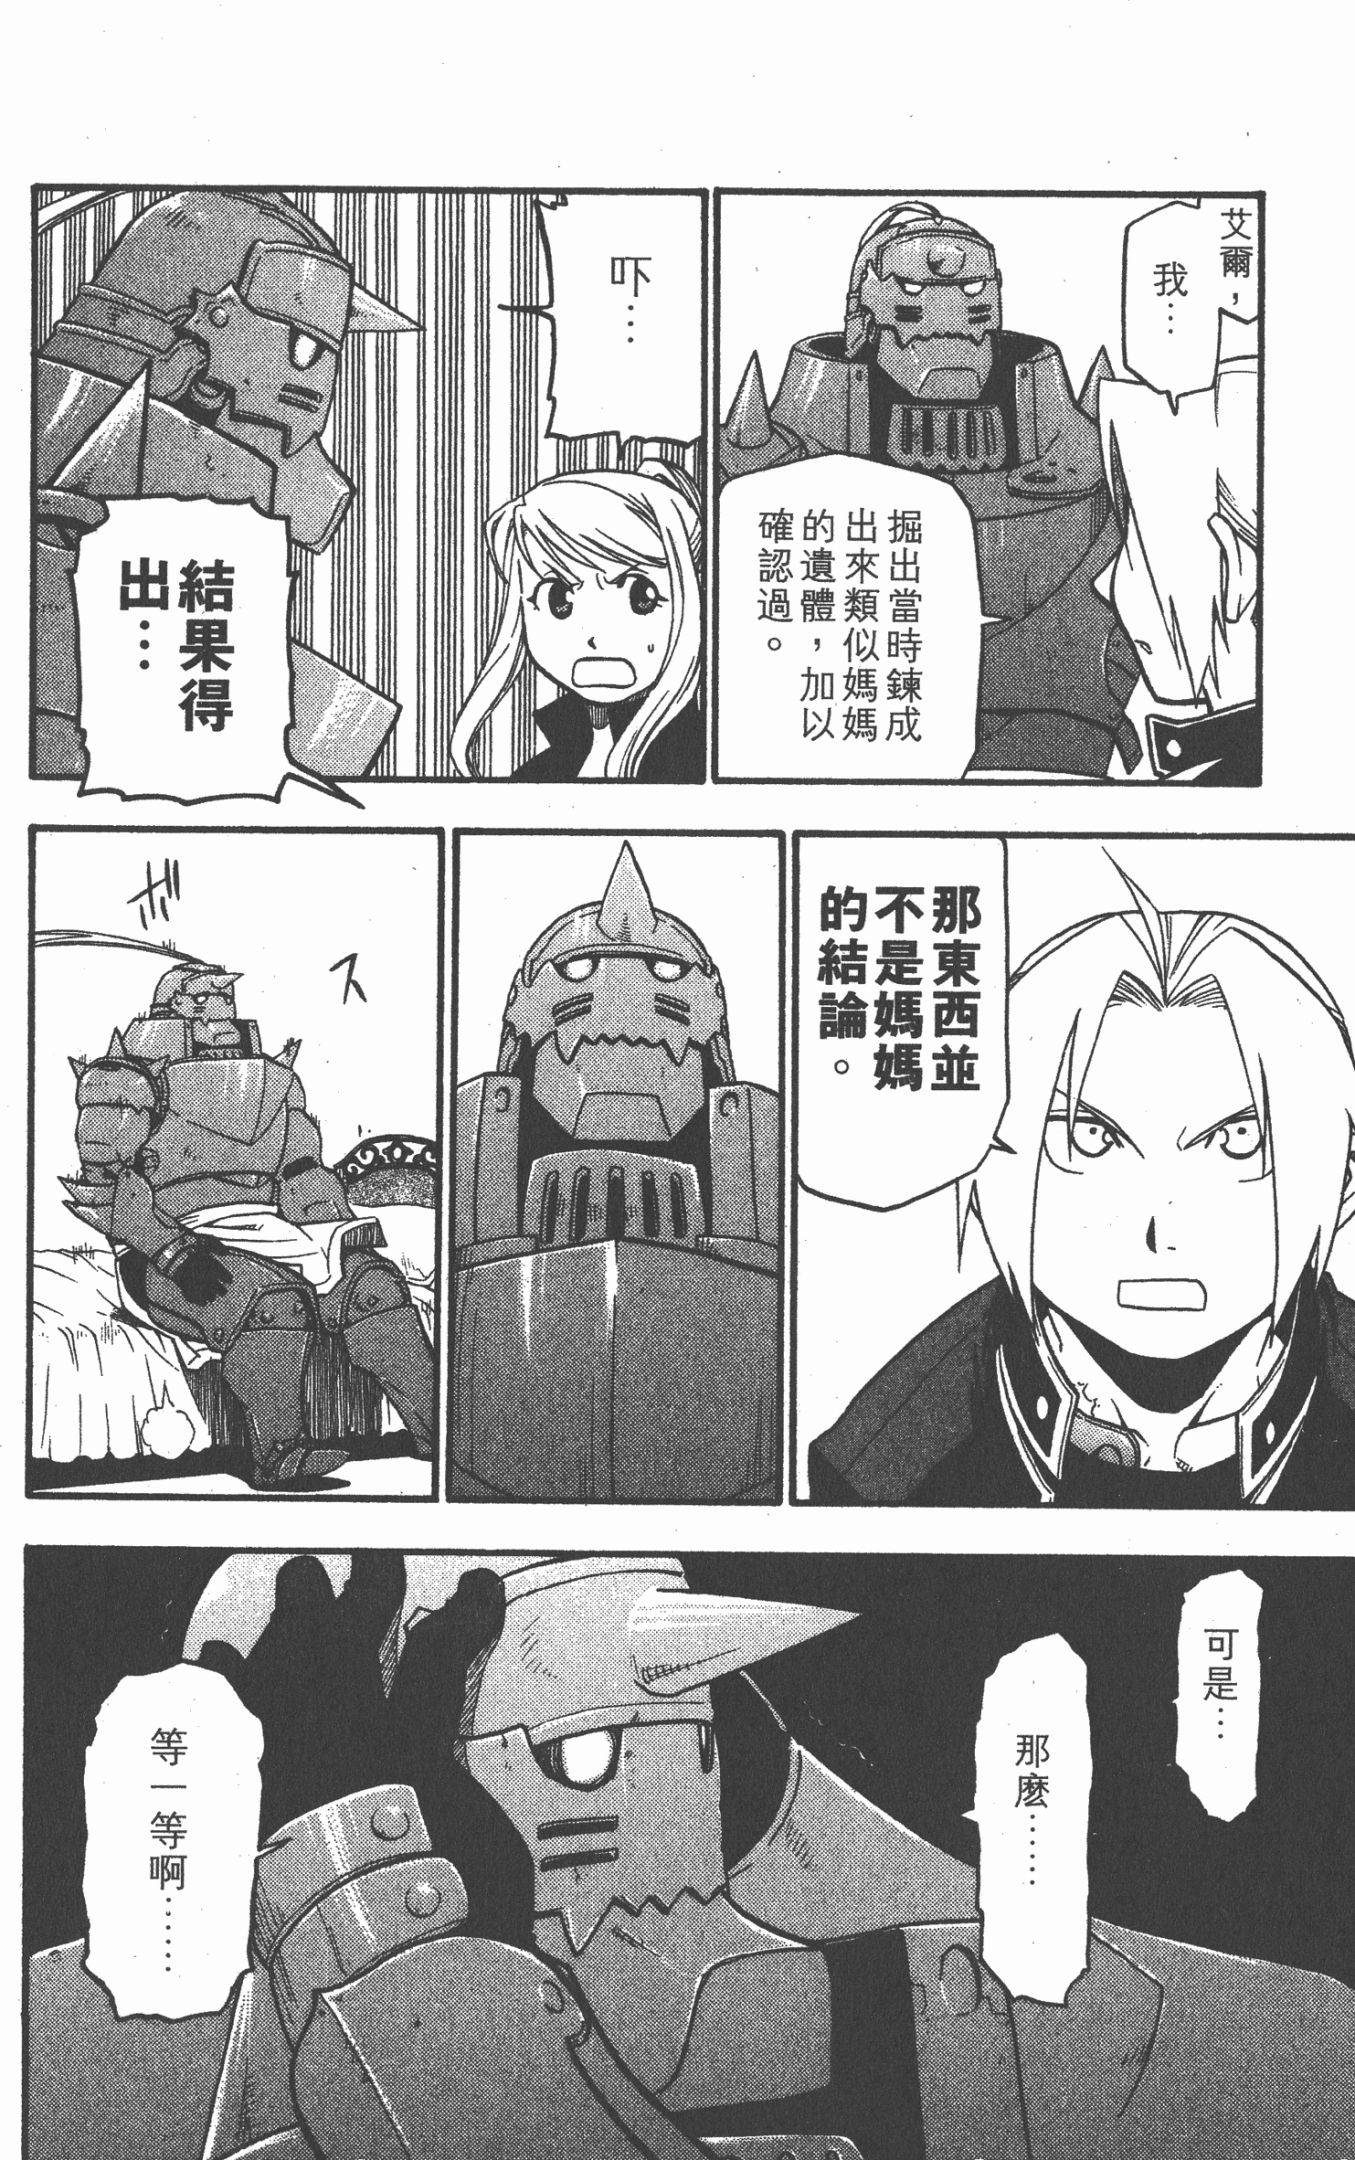 艾爾，
我…
掘出當時鍊成
出來類似媽媽
的遺體，加以
確認過。
吓…
結果得
出…
那東西並
不是媽媽
的結論。
ス
ボ
可是…
那麼……
等一等啊……